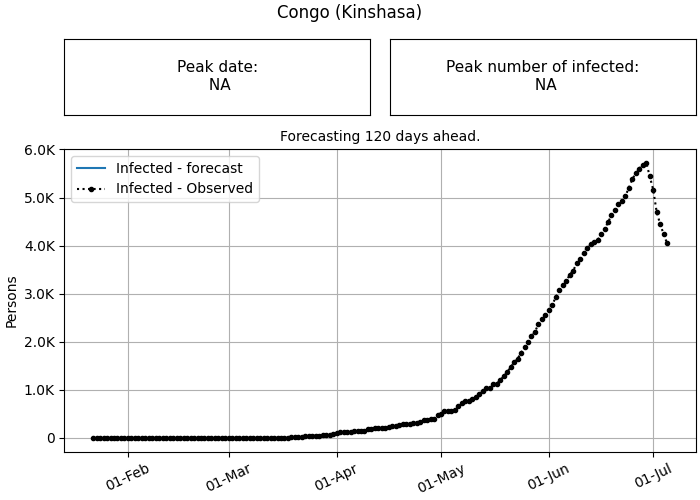 Congo (Kinshasa)
Peak date:
NA
Peak number of infected:
NA
Forecasting 120 days ahead.
Infected - forecast
Infected - Observed
Persons
6.0K
5.0K
4.0K
3.0K
2.0K
1.0K
0
01-Feb
01-Mar
01-Apr
01-May
01-Jun
01-Jul